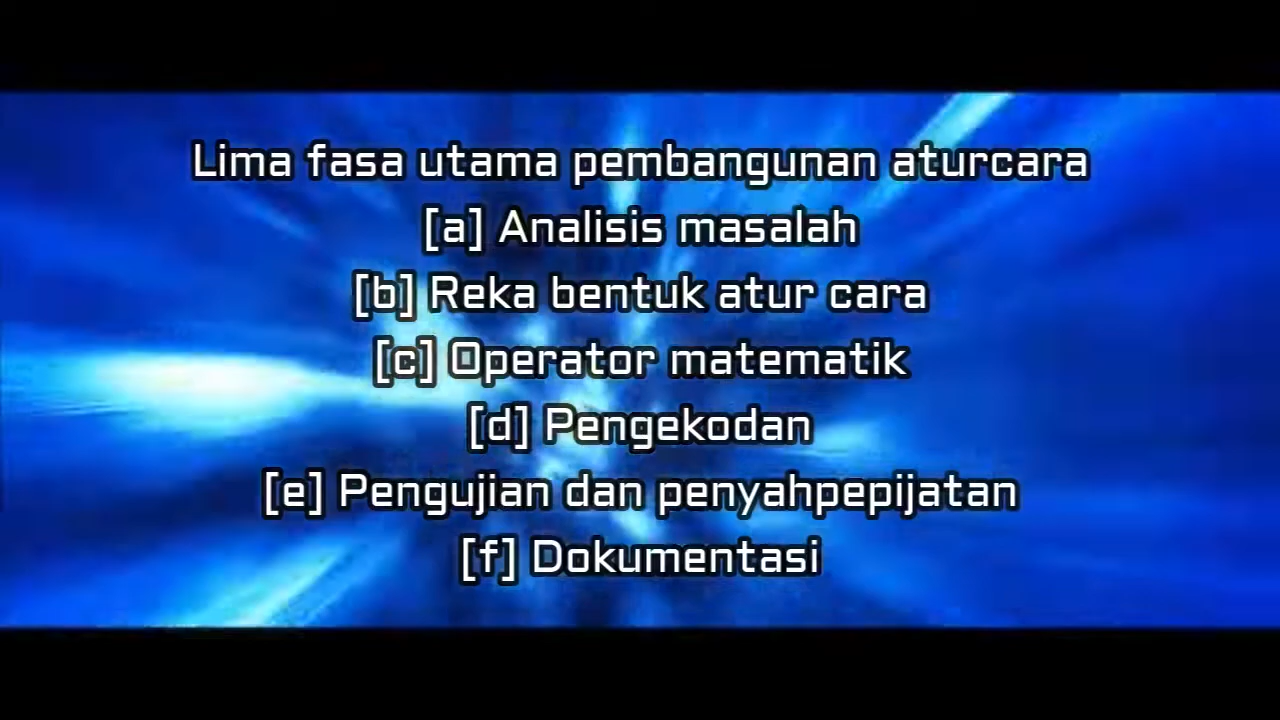 Lima fasa utama pembangunan aturcara
[a] Analisis masalah
[b] Reka bentuk atur cara
[c] Operator matematik
[d] Pengekodan
[e] Pengujian dan penyahpepijatan
[f] Dokumentasi